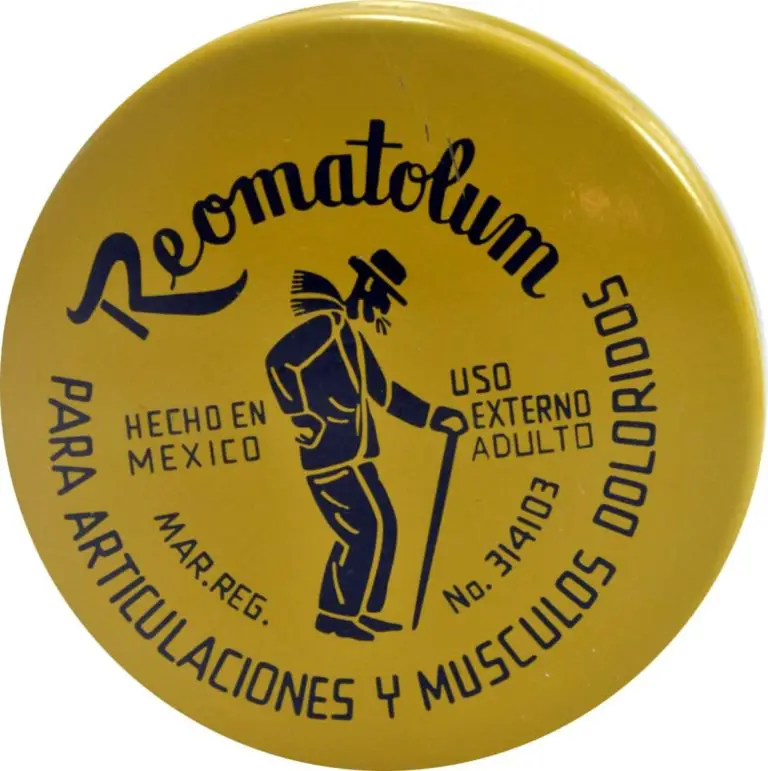 Reomatolum
HECHO EN
MEXICO
USO
EXTERNO
ADULTO
MAR.REG.
No. 314103
PARA ARTICULACIONES Y MUSCULOS DOLORIDOS